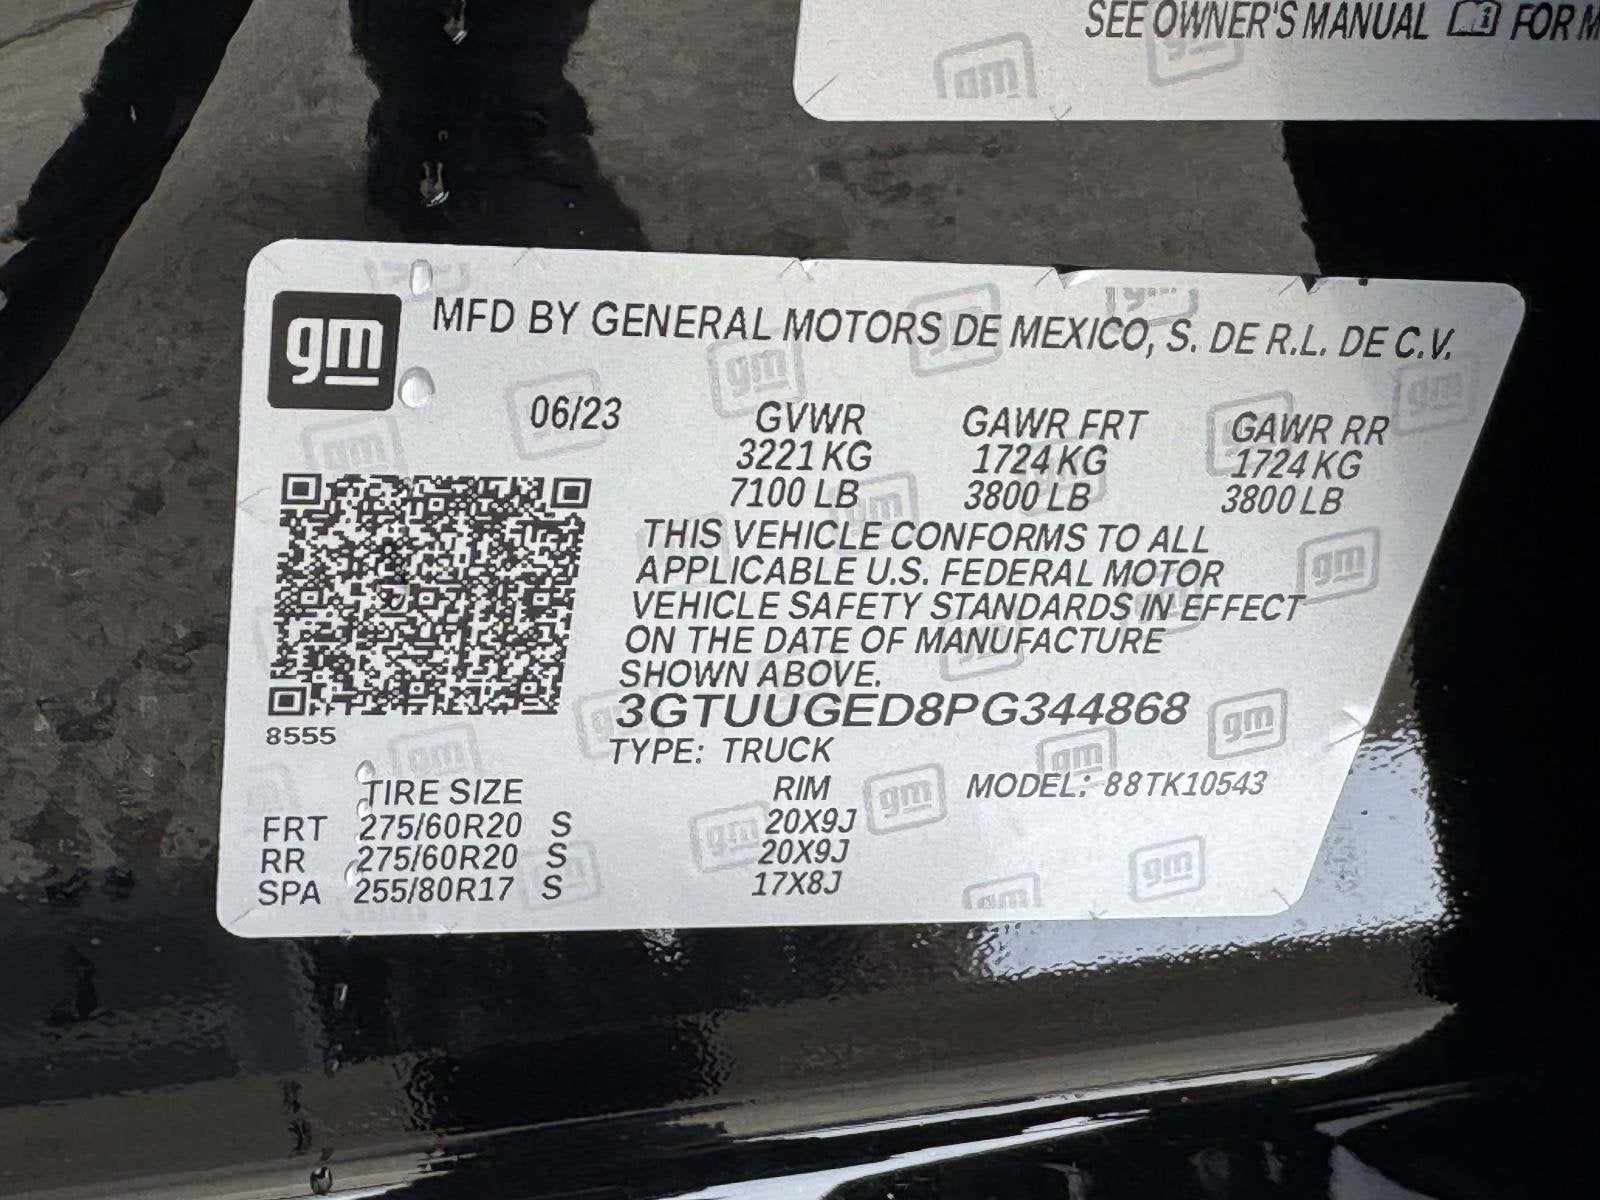 SEE OWNER'S MANUAL FOR
gm MFD BY GENERAL MOTORS DE MEXICO, S. DE R.L. DE C.V.
06/23 GVWR GAWR FRT GAWR RR
3221 KG 1724 KG 1724 KG
7100 LB 3800 LB 3800 LB
THIS VEHICLE CONFORMS TO ALL
APPLICABLE U.S. FEDERAL MOTOR
VEHICLE SAFETY STANDARDS IN EFFECT
ON THE DATE OF MANUFACTURE
SHOWN ABOVE.
3GTUUGED8PG344868
8555
TYPE: TRUCK
TIRE SIZE RIM MODEL: 88TK10543
FRT 275/60R20 S 20X9J
RR 275/60R20 S 20X9J
SPA 255/80R17 S 17X8J